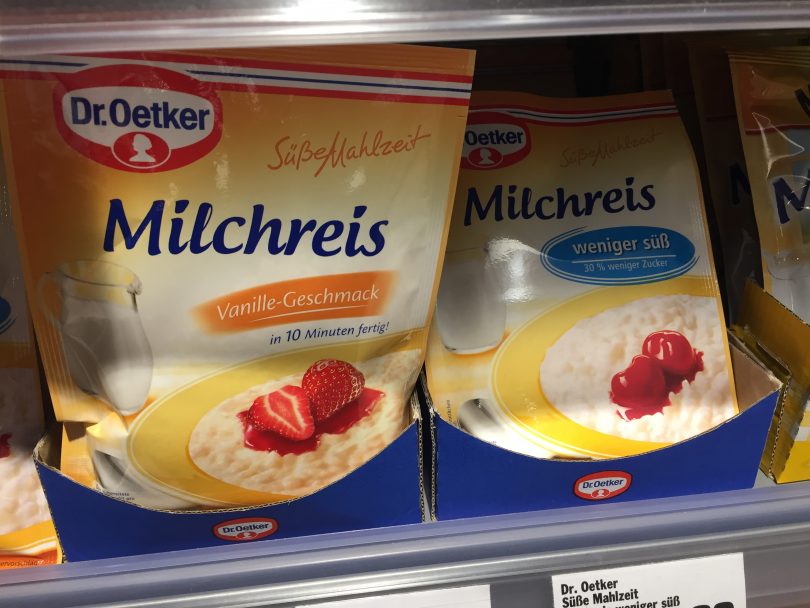 Dr.Oetker
Süße Mahlzeit
Milchreis
Vanille-Geschmack
in 10 Minuten fertig!
Dr.Oetker
Oetker
Süße Mahlzeit
Milchreis
weniger süß
30 % weniger Zucker
Dr.Oetker
Dr. Oetker
Süße Mahlzeit
weniger süß